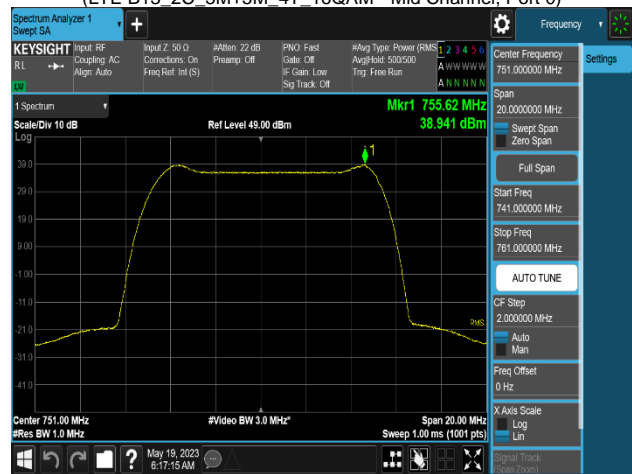 (LTE B13_2C_5M15M_4T_16QAM - Mid Channel, Port 0)
Spectrum Analyzer 1
Swept SA
Frequency
KEYSIGHT
Input: RF
Input Z: 50 Ω
#Atten: 22 dB
PNO: Fast
#Avg Type: Power (RMS
1 2 3 4 5 6
RL
Coupling: AC
Corrections: On
Preamp: Off
Gate: Off
Avg|Hold: 500/500
A W W W W W
Align: Auto
Freq Ref: Int (S)
IF Gain: Low
Trig: Free Run
Sig Track: Off
A N N N N N
LW
Center Frequency
751.000000 MHz
Settings
Span
20.0000000 MHz
Swept Span
Zero Span
Full Span
Start Freq
741.000000 MHz
Stop Freq
761.000000 MHz
AUTO TUNE
CF Step
2.000000 MHz
Auto
Man
Freq Offset
0 Hz
X Axis Scale
Log
Lin
Signal Track
(Span Zoom)
1 Spectrum
Mkr1 755.62 MHz
Scale/Div 10 dB
Ref Level 49.00 dBm
38.941 dBm
Log
1
39.0
29.0
19.0
9.00
-1.00
-11.0
-21.0
RMS
-31.0
-41.0
Center 751.00 MHz
#Video BW 3.0 MHz*
Span 20.00 MHz
#Res BW 1.0 MHz
Sweep 1.00 ms (1001 pts)
?
May 19, 2023
6:17:15 AM